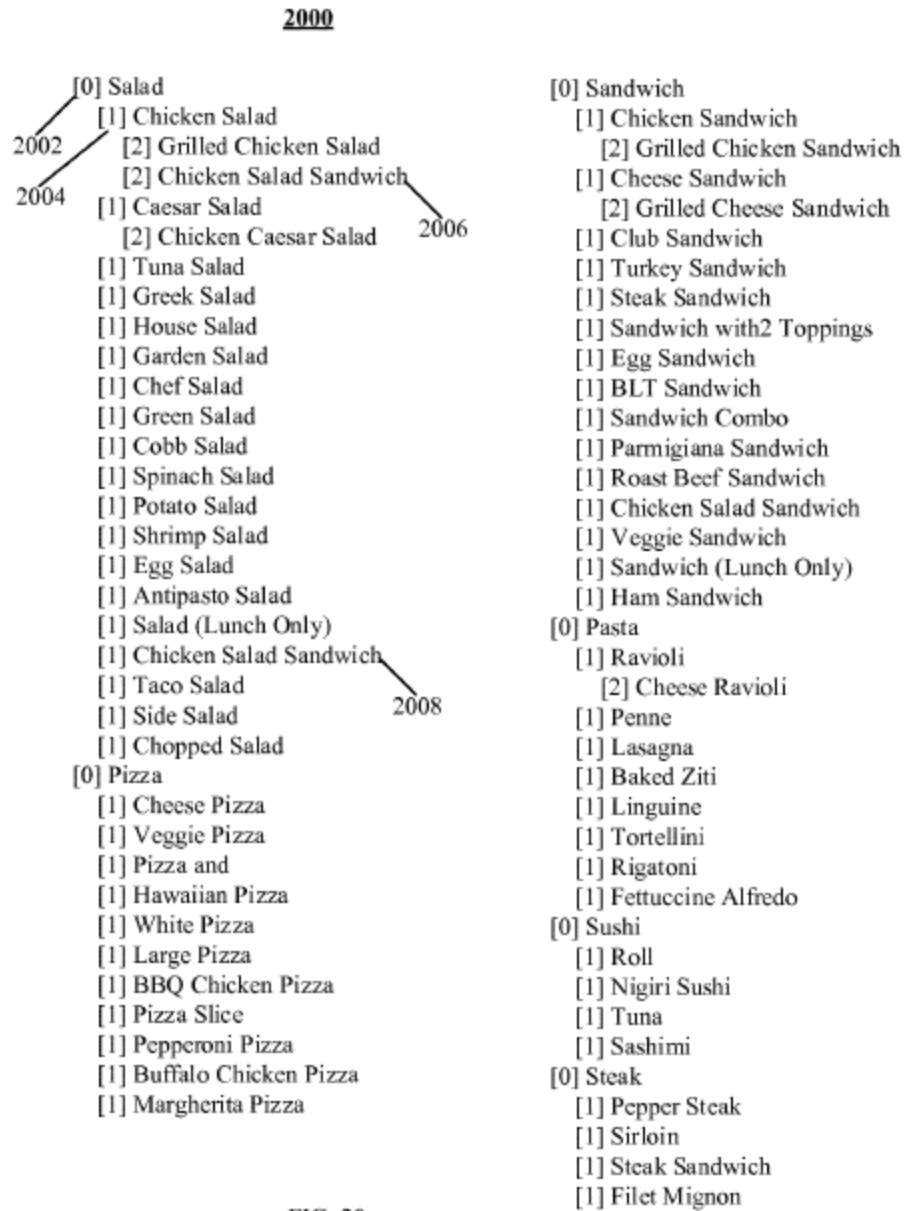 2000
[0] Salad
[1] Chicken Salad
2002
[2] Grilled Chicken Salad
[2] Chicken Salad Sandwich
2004
[1] Caesar Salad
2006
[2] Chicken Caesar Salad
[1] Tuna Salad
[1] Greek Salad
[1] House Salad
[1] Garden Salad
[1] Chef Salad
[1] Green Salad
[1] Cobb Salad
[1] Spinach Salad
[1] Potato Salad
[1] Shrimp Salad
[1] Egg Salad
[1] Antipasto Salad
[1] Salad (Lunch Only)
[1] Chicken Salad Sandwich
[1] Taco Salad
2008
[1] Side Salad
[1] Chopped Salad
[0] Pizza
[1] Cheese Pizza
[1] Veggie Pizza
[1] Pizza and
[1] Hawaiian Pizza
[1] White Pizza
[1] Large Pizza
[1] BBQ Chicken Pizza
[1] Pizza Slice
[1] Pepperoni Pizza
[1] Buffalo Chicken Pizza
[1] Margherita Pizza
[0] Sandwich
[1] Chicken Sandwich
[2] Grilled Chicken Sandwich
[1] Cheese Sandwich
[2] Grilled Cheese Sandwich
[1] Club Sandwich
[1] Turkey Sandwich
[1] Steak Sandwich
[1] Sandwich with2 Toppings
[1] Egg Sandwich
[1] BLT Sandwich
[1] Sandwich Combo
[1] Parmigiana Sandwich
[1] Roast Beef Sandwich
[1] Chicken Salad Sandwich
[1] Veggie Sandwich
[1] Sandwich (Lunch Only)
[1] Ham Sandwich
[0] Pasta
[1] Ravioli
[2] Cheese Ravioli
[1] Penne
[1] Lasagna
[1] Baked Ziti
[1] Linguine
[1] Tortellini
[1] Rigatoni
[1] Fettuccine Alfredo
[0] Sushi
[1] Roll
[1] Nigiri Sushi
[1] Tuna
[1] Sashimi
[0] Steak
[1] Pepper Steak
[1] Sirloin
[1] Steak Sandwich
[1] Filet Mignon